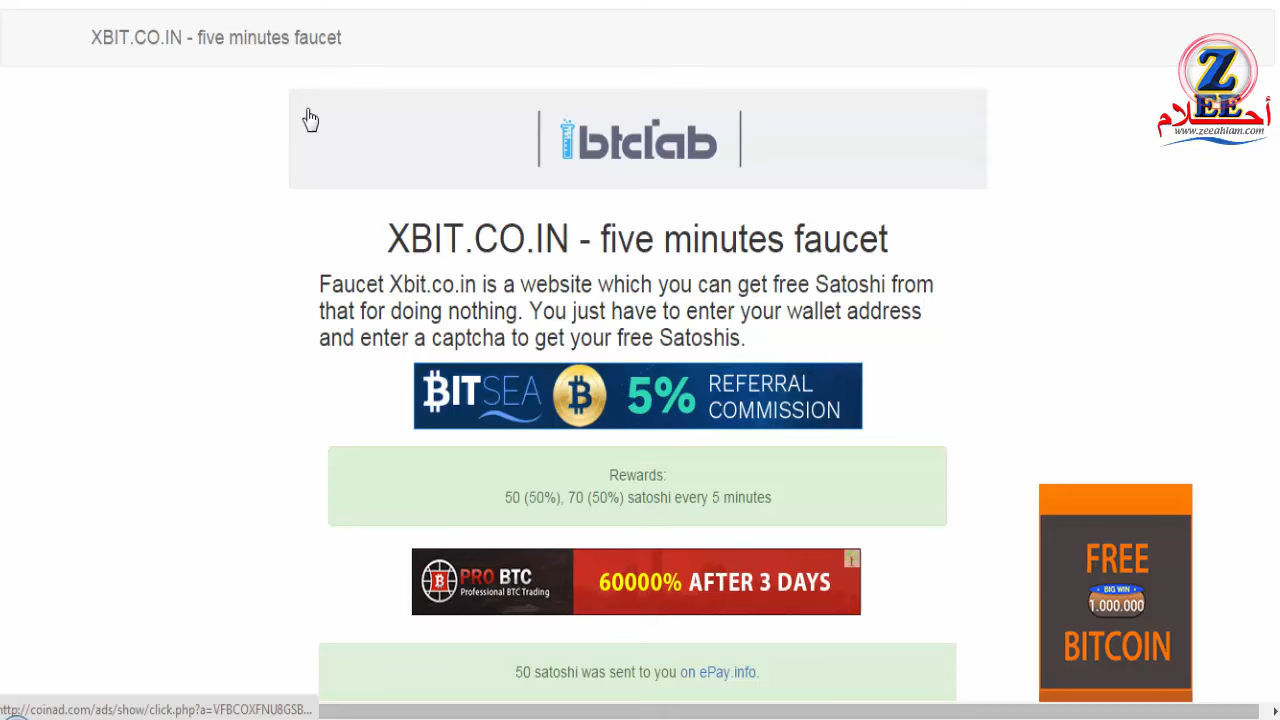 XBIT.CO.IN - five minutes faucet
Z
EE
أحلام
www.zeeahlam.com
btclab
XBIT.CO.IN - five minutes faucet
Faucet Xbit.co.in is a website which you can get free Satoshi from
that for doing nothing. You just have to enter your wallet address
and enter a captcha to get your free Satoshis.
BITSEA
5%
REFERRAL
COMMISSION
Rewards:
50 (50%), 70 (50%) satoshi every 5 minutes
PRO BTC
Professional BTC Trading
60000% AFTER 3 DAYS
FREE
BIG WIN
1.000.000
BITCOIN
50 satoshi was sent to you on ePay.info.
http://coinad.com/ads/show/click.php?a=VFBCOXFNU8GSB...